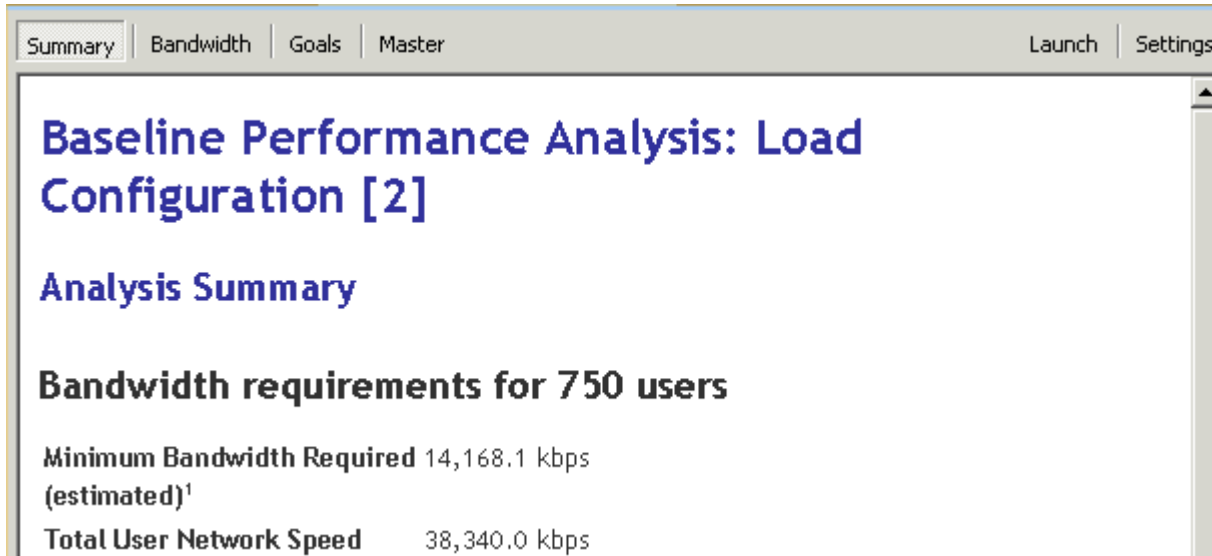 Summary Bandwidth Goals Master Launch Settings
Baseline Performance Analysis: Load
Configuration [2]
Analysis Summary
Bandwidth requirements for 750 users
Minimum Bandwidth Required 14,168.1 kbps
(estimated)¹
Total User Network Speed 38,340.0 kbps